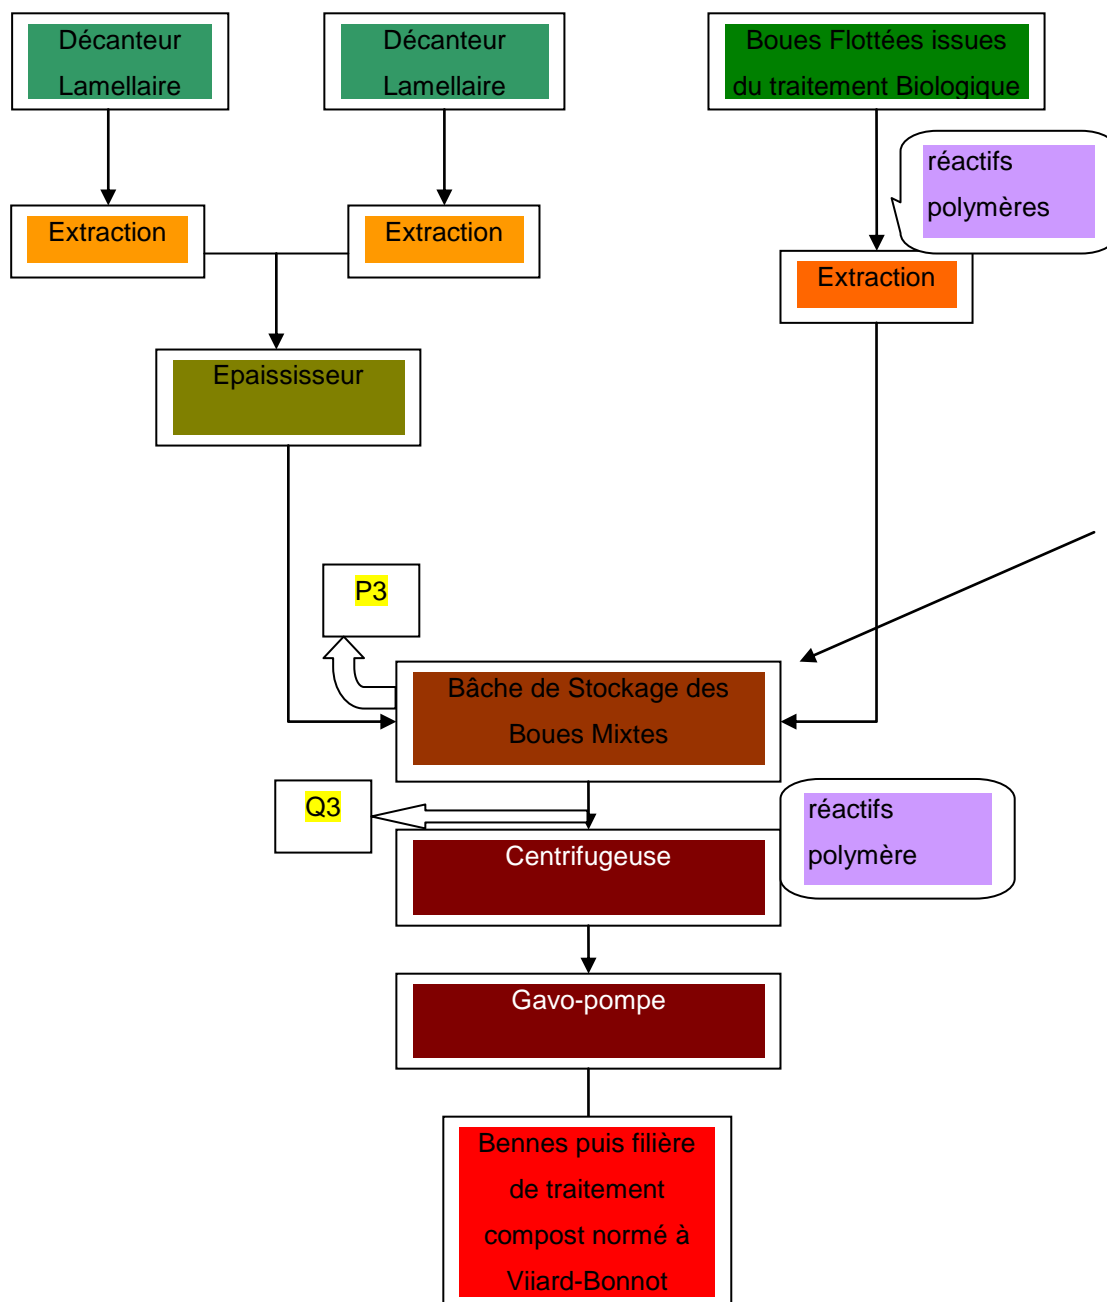 Décanteur
Lamellaire
Décanteur
Lamellaire
Boues Flottées issues
du traitement Biologique
réactifs
polymères
Extraction
Extraction
Extraction
Epaississeur
P3
Bâche de Stockage des
Boues Mixtes
Q3
réactifs
polymère
Centrifugeuse
Gavo-pompe
Bennes puis filière
de traitement
compost normé à
Viiard-Bonnot